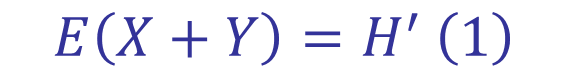 E(X + Y) = H′ (1)